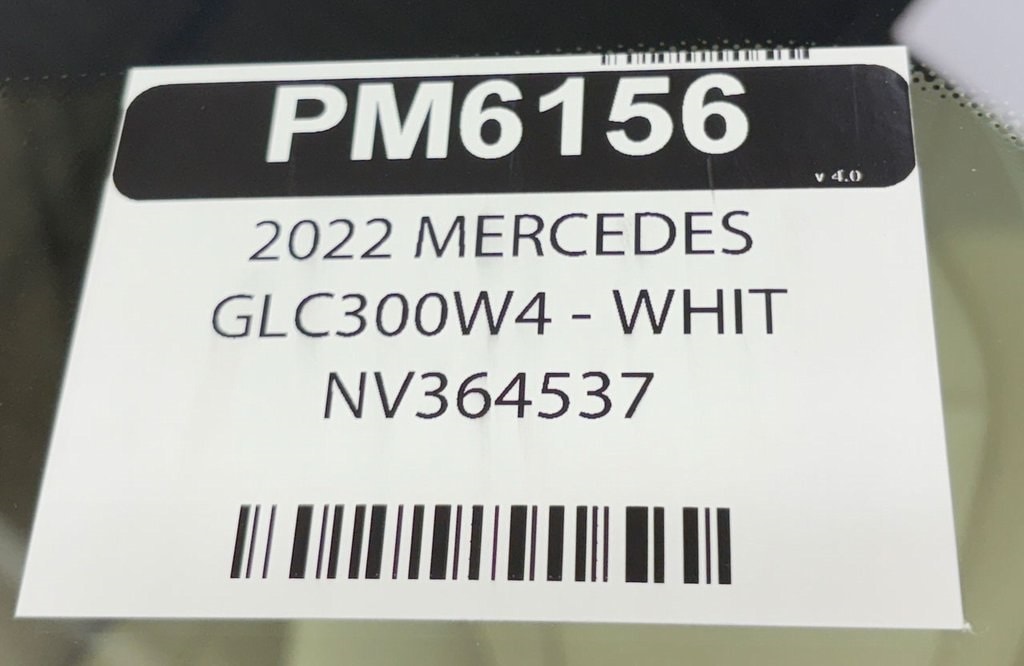 PM6156
v 4.0
2022 MERCEDES
GLC300W4 - WHIT
NV364537